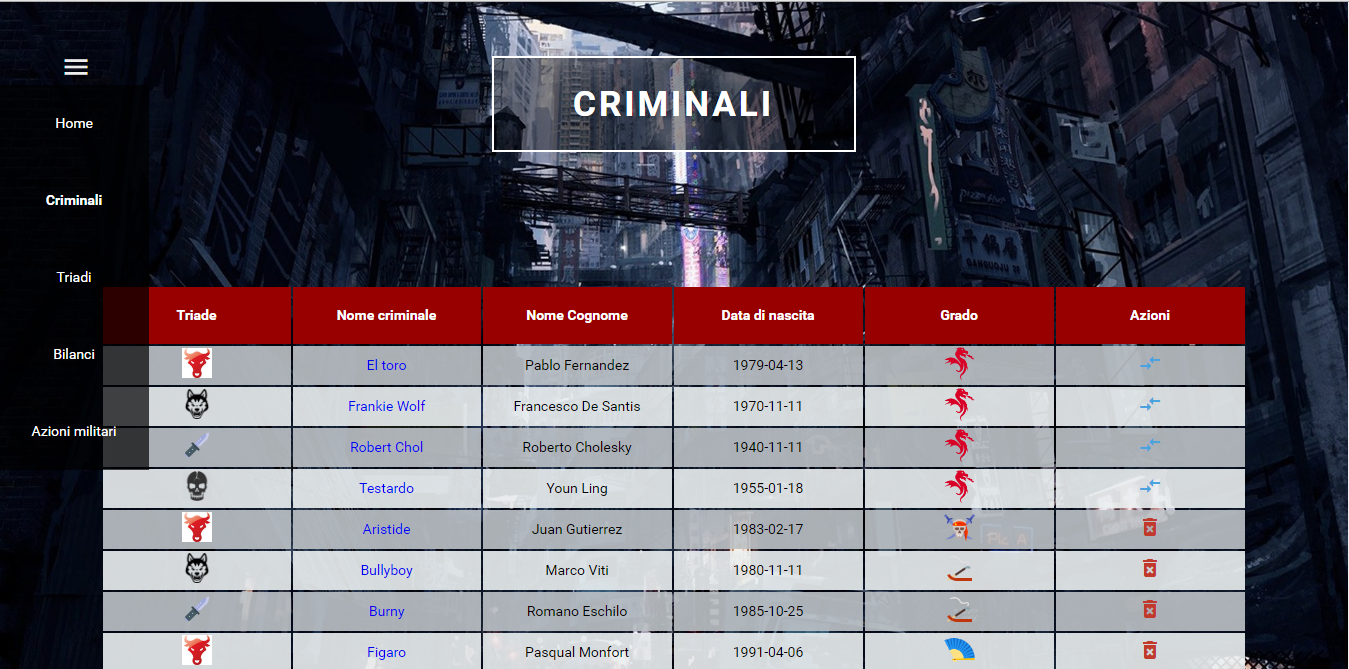 CRIMINALI
Home
Criminali
Triadi
Bilanci
Azioni militari
Triade Nome criminale Nome Cognome Data di nascita Grado Azioni
El toro Pablo Fernandez 1979-04-13
Frankie Wolf Francesco De Santis 1970-11-11
Robert Chol Roberto Cholesky 1940-11-11
Testardo Youn Ling 1955-01-18
Aristide Juan Gutierrez 1983-02-17
Bullyboy Marco Viti 1980-11-11
Burny Romano Eschilo 1985-10-25
Figaro Pasqual Monfort 1991-04-06